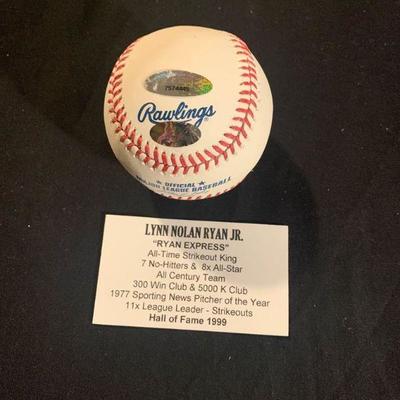 7574445
Rawlings
OFFICIAL
MAJOR LEAGUE BASEBALL
LYNN NOLAN RYAN JR.
"RYAN EXPRESS"
All-Time Strikeout King
7 No-Hitters & 8x All-Star
All Century Team
300 Win Club & 5000 K Club
1977 Sporting News Pitcher of the Year
11x League Leader - Strikeouts
Hall of Fame 1999